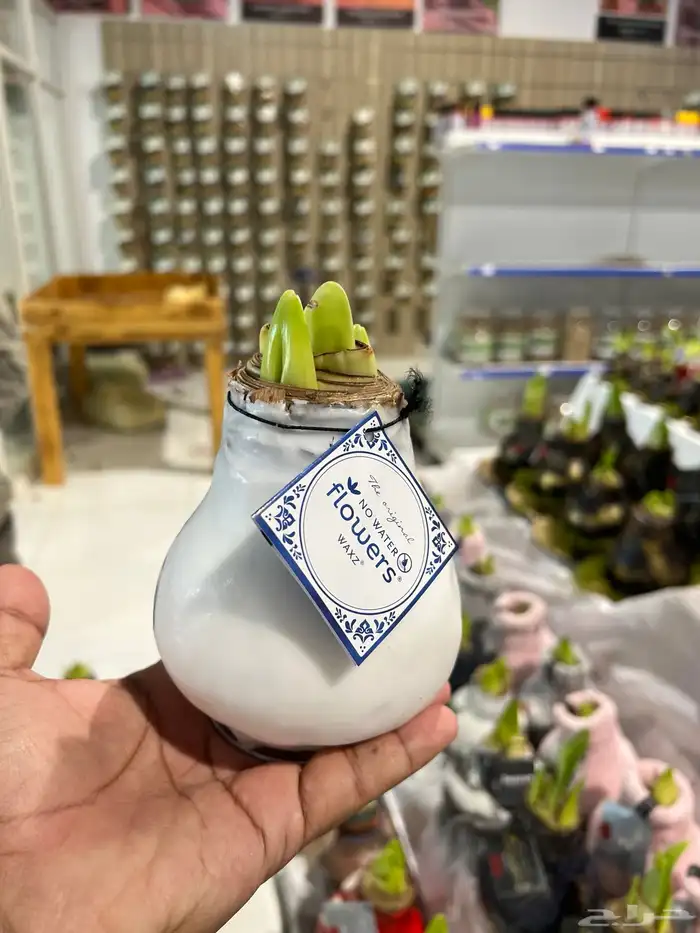 The original
NO WATER
flowers®
WAXZ®
حراج